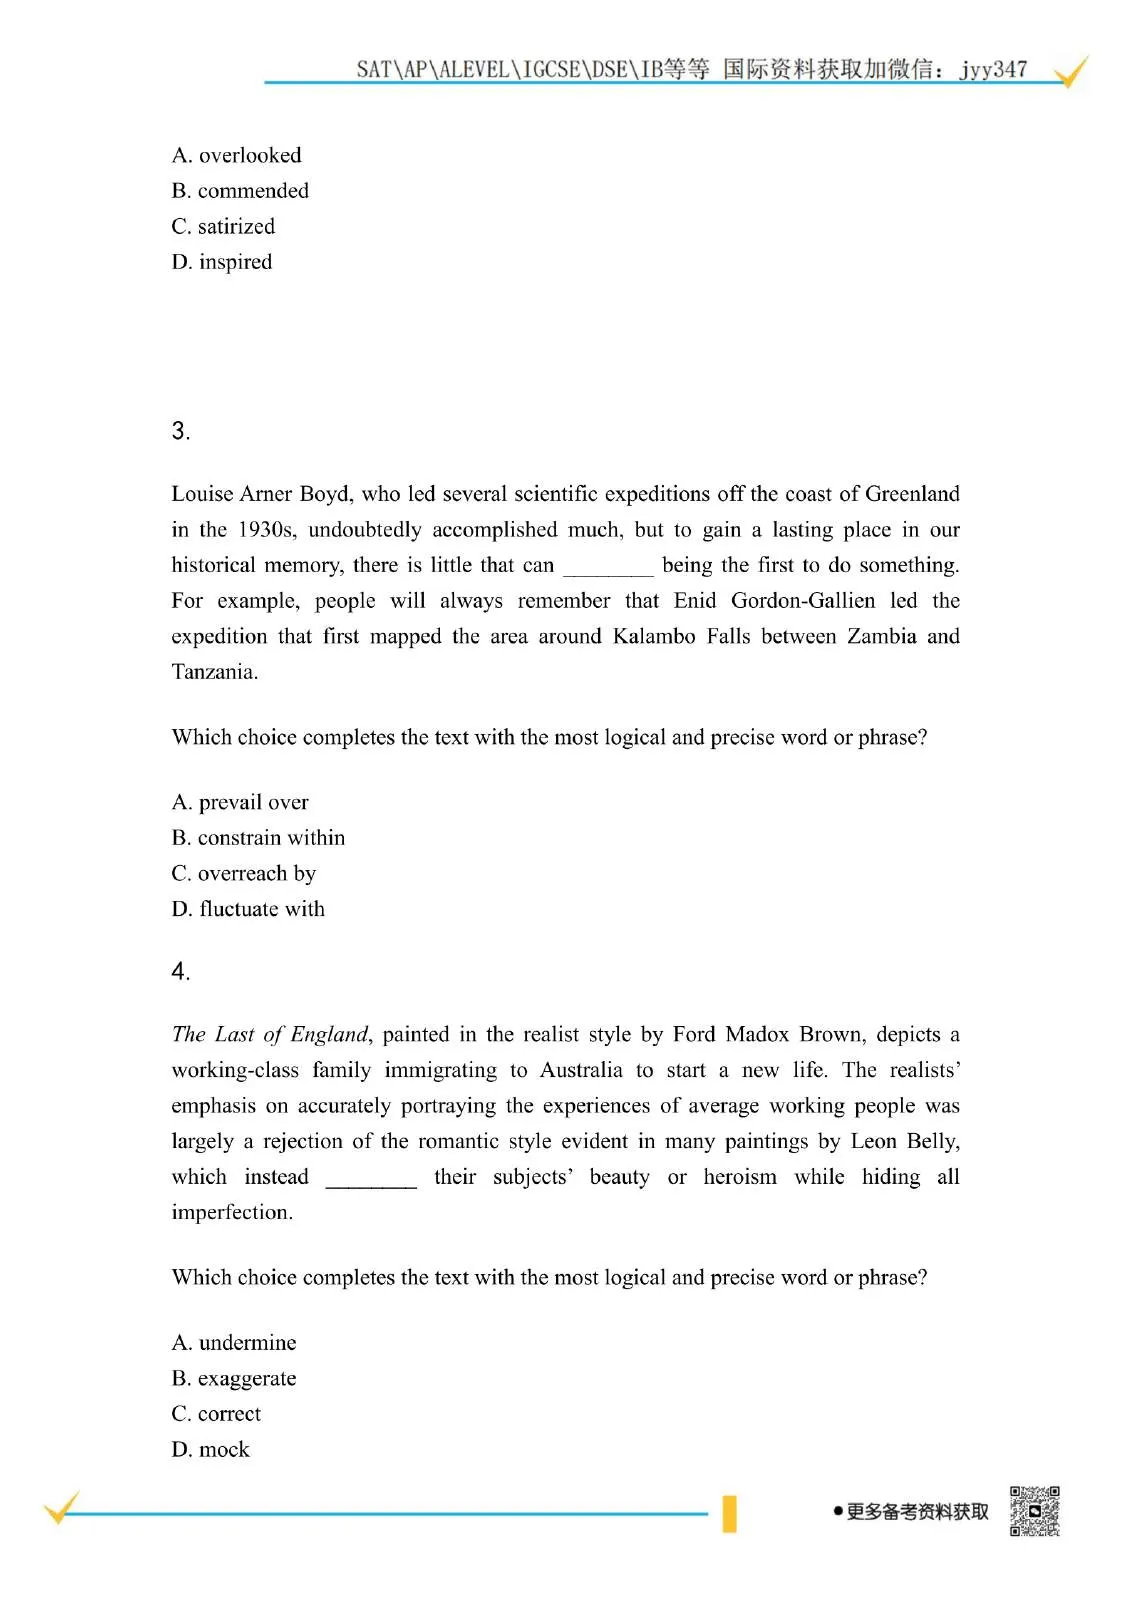 SAT\AP\ALEVEL\IGCSE\DSE\IB等等 国际资料获取加微信：jyy347
A. overlooked
B. commended
C. satirized
D. inspired
3.
Louise Arner Boyd, who led several scientific expeditions off the coast of Greenland
in the 1930s, undoubtedly accomplished much, but to gain a lasting place in our
historical memory, there is little that can ________ being the first to do something.
For example, people will always remember that Enid Gordon-Gallien led the
expedition that first mapped the area around Kalambo Falls between Zambia and
Tanzania.
Which choice completes the text with the most logical and precise word or phrase?
A. prevail over
B. constrain within
C. overreach by
D. fluctuate with
4.
The Last of England, painted in the realist style by Ford Madox Brown, depicts a
working-class family immigrating to Australia to start a new life. The realists’
emphasis on accurately portraying the experiences of average working people was
largely a rejection of the romantic style evident in many paintings by Leon Belly,
which instead ________ their subjects’ beauty or heroism while hiding all
imperfection.
Which choice completes the text with the most logical and precise word or phrase?
A. undermine
B. exaggerate
C. correct
D. mock
●更多备考资料获取